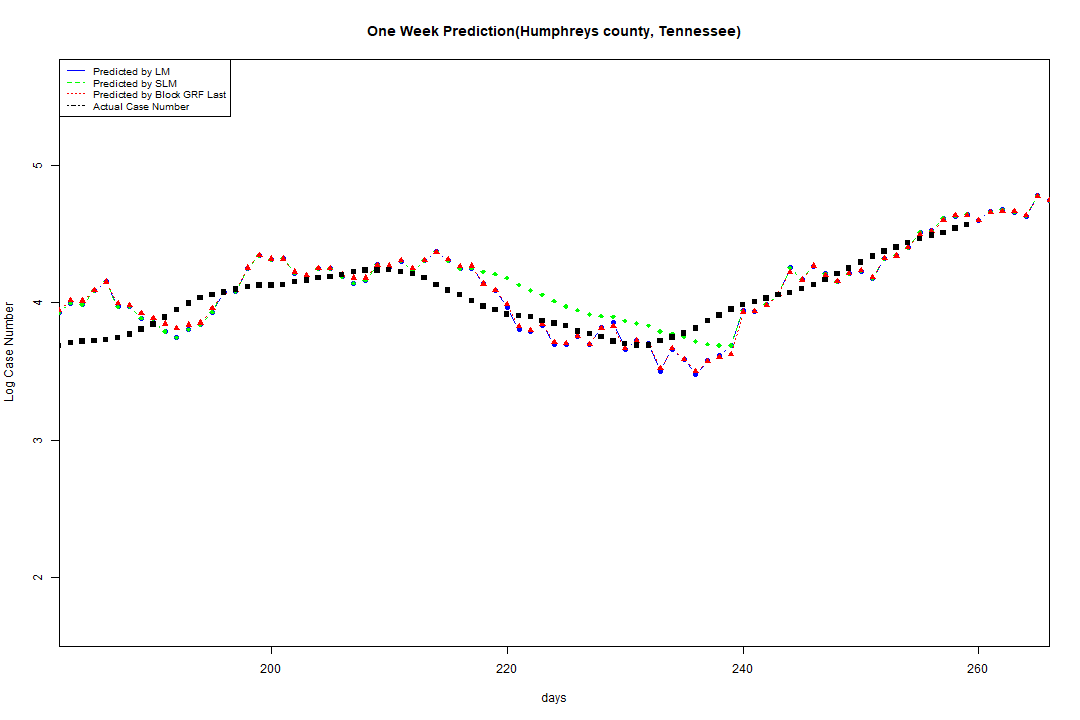 One Week Prediction(Humphreys county, Tennessee)
Predicted by LM
Predicted by SLM
Predicted by Block GRF Last
Actual Case Number
5
4
3
2
Log Case Number
200 220 240 260
days